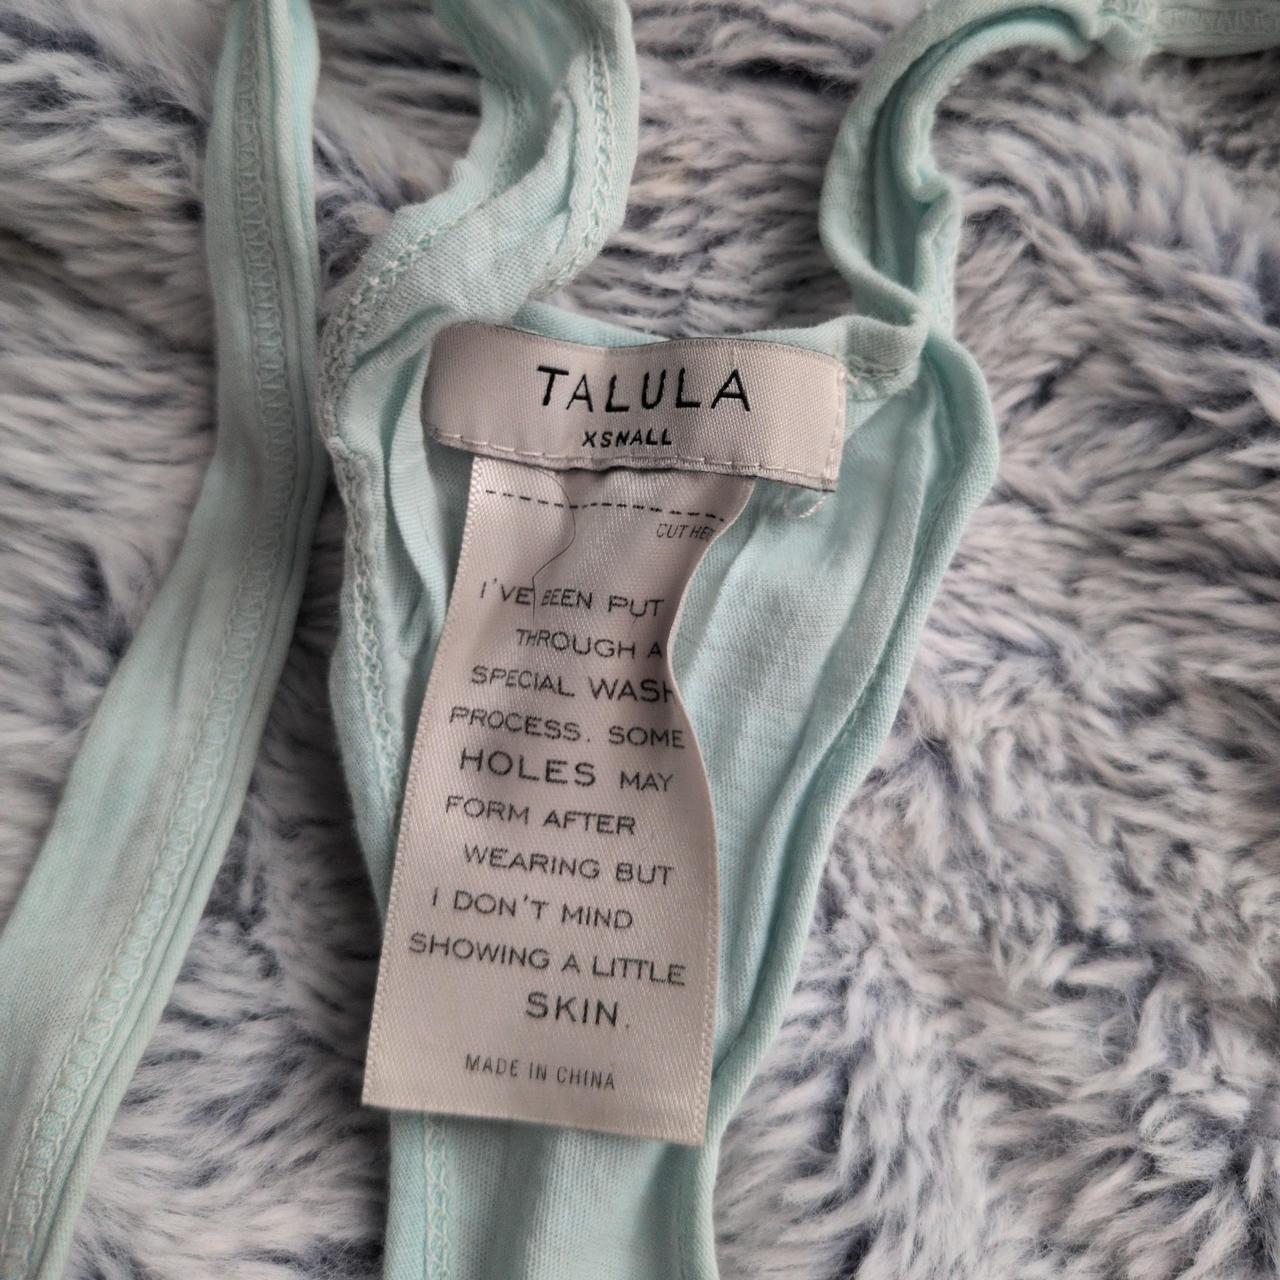 TALULA
XSMALL
CUT HE
I'VE BEEN PUT
THROUGH A
SPECIAL WASH
PROCESS. SOME
HOLES MAY
FORM AFTER
WEARING BUT
I DON'T MIND
SHOWING A LITTLE
SKIN.
MADE IN CHINA